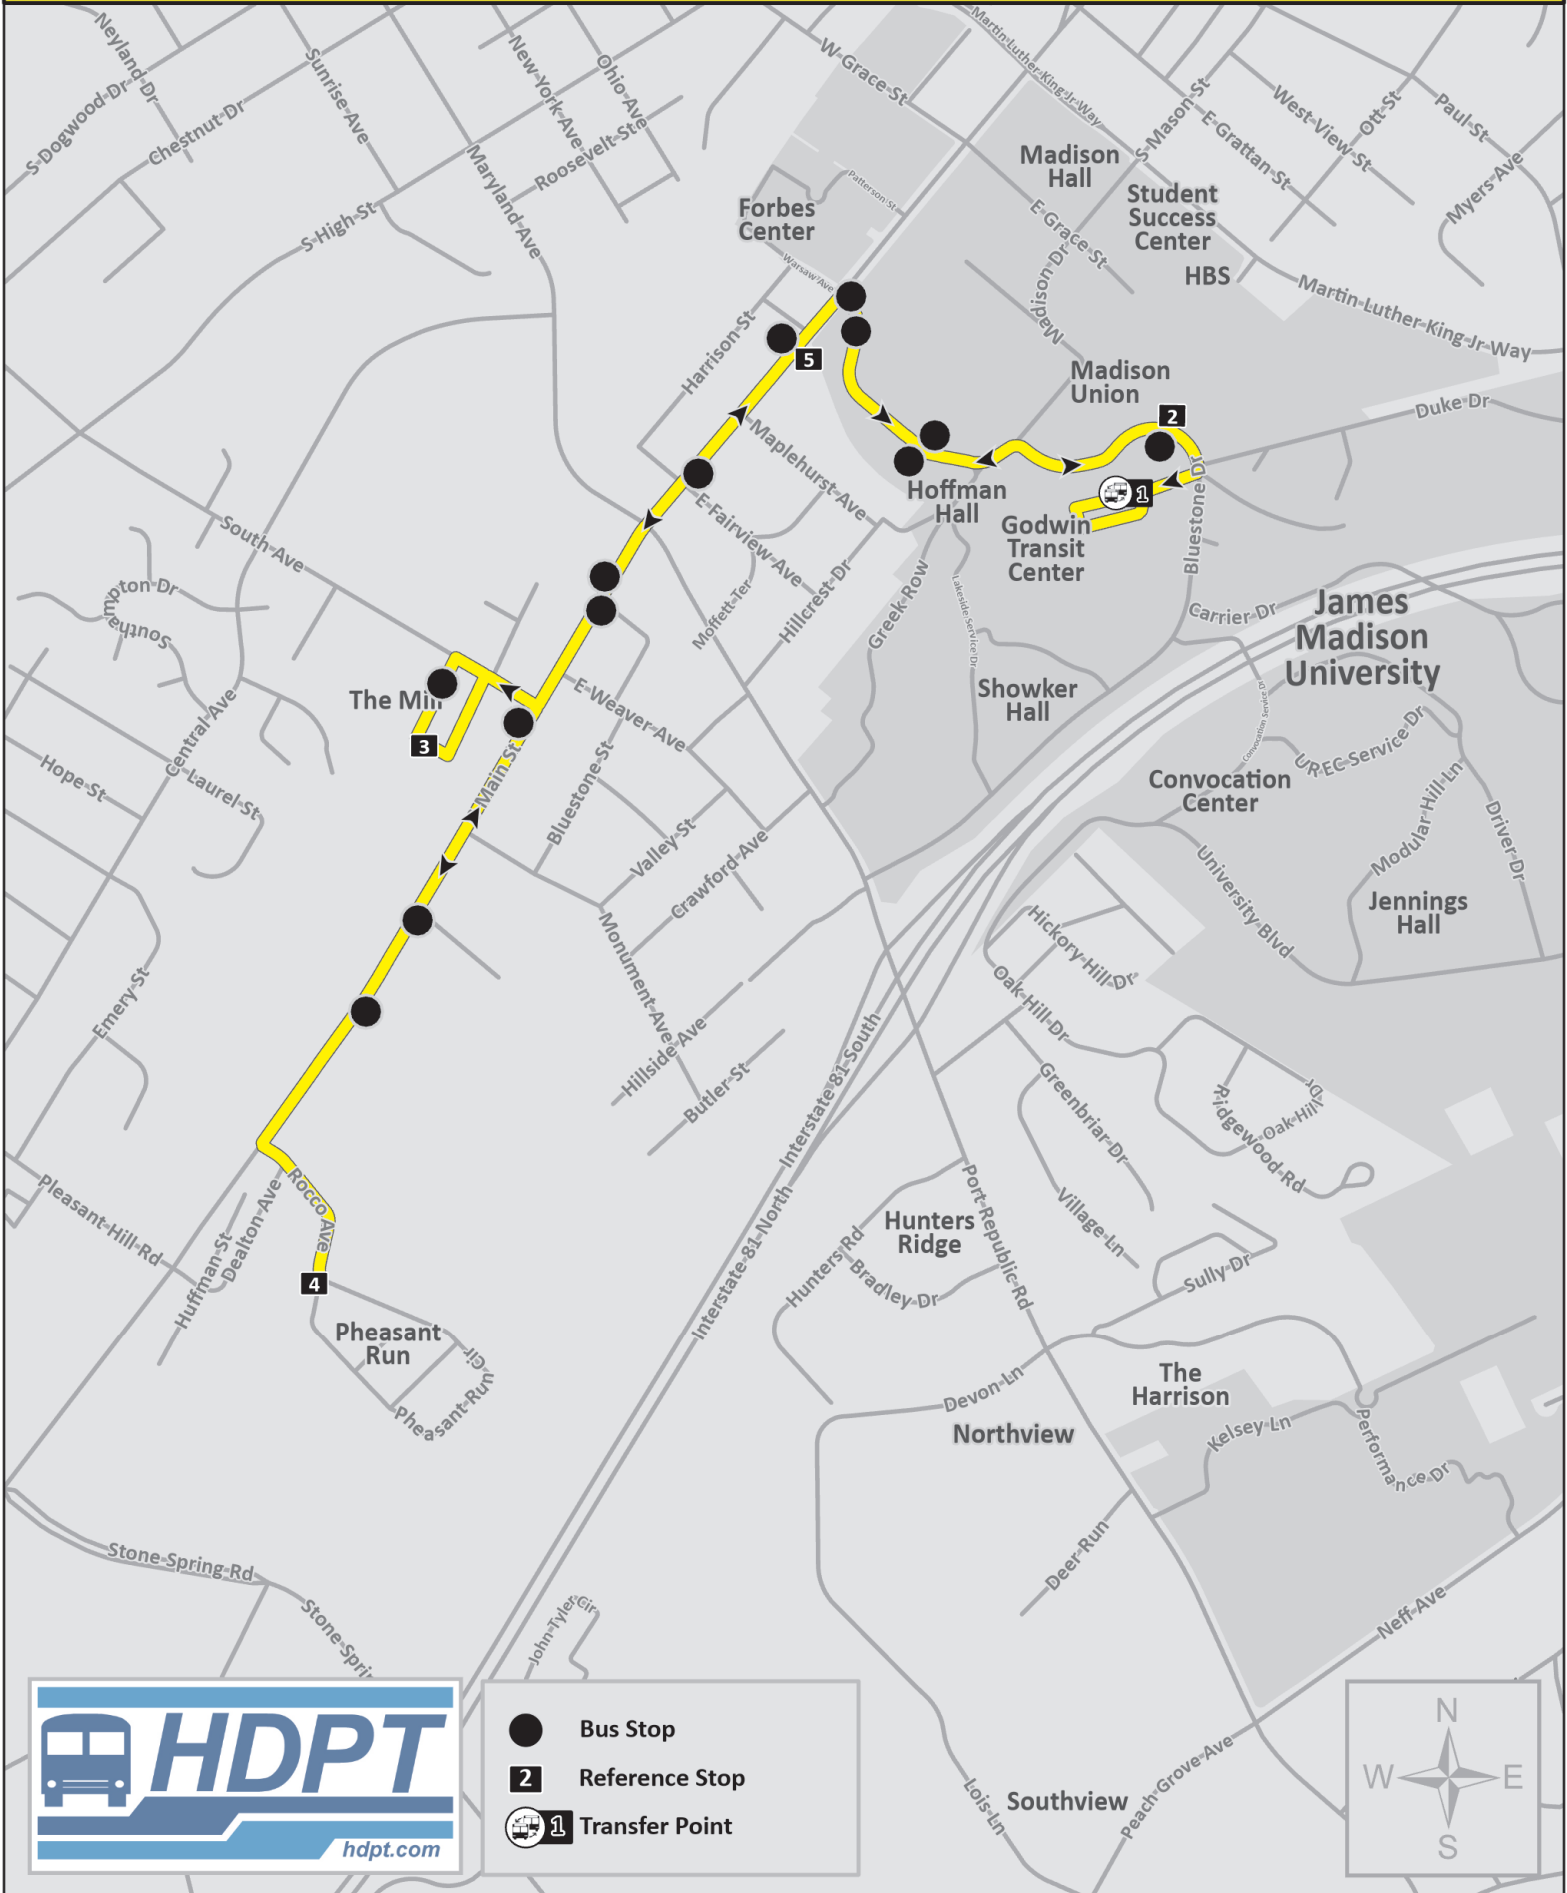 Neyland Dr
S Dogwood Dr
Chestnut Dr
Sunrise Ave
New York Ave
Ohio Ave
Roosevelt St
Maryland Ave
S High St
W Grace St
Martin Luther King Jr Way
S Mason St
E Grattan St
West View St
Ott St
Paul St
Myers Ave
Madison
Hall
Student
Success
Center
HBS
Patterson St
Forbes
Center
Warsaw Ave
E Grace St
Madison Dr
Martin Luther King Jr Way
Harrison St
5
Madison
Union
2
Duke Dr
Maplehurst Ave
Hoffman
Hall
1
Godwin
Transit
Center
Bluestone Dr
E Fairview Ave
South Ave
Hillcrest Dr
Moffett Ter
Greek Row
Lakeside Service Dr
Carrier Dr
James
Madison
University
mpton Dr
Southa
The Mill
3
E Weaver Ave
Showker
Hall
Convocation Service Dr
UREC Service Dr
Central Ave
Laurel St
Hope St
Main St
Bluestone St
Valley St
Crawford Ave
Convocation
Center
Modular Hill Ln
Driver Dr
University Blvd
Jennings
Hall
Monument Ave
Hickory Hill Dr
Oak Hill Dr
Emery St
Hillside Ave
Butler St
Interstate 81 South
Greenbriar Dr
Ridgewood Rd
Oak Hill Dr
Pleasant Hill Rd
Rocco Ave
Dealton Ave
Huffman St
4
Interstate 81 North
Port Republic Rd
Hunters
Ridge
Hunters Rd
Bradley Dr
Village Ln
Sully Dr
Pheasant
Run
Pheasant Run Cir
Devon Ln
The
Harrison
Northview
Kelsey Ln
Performance Dr
Deer Run
Neff Ave
Stone Spring Rd
Stone Sprin
John Tyler Cir
HDPT
hdpt.com
Bus Stop
2 Reference Stop
1 Transfer Point
Lois Ln
Southview
Peach Grove Ave
N
W E
S